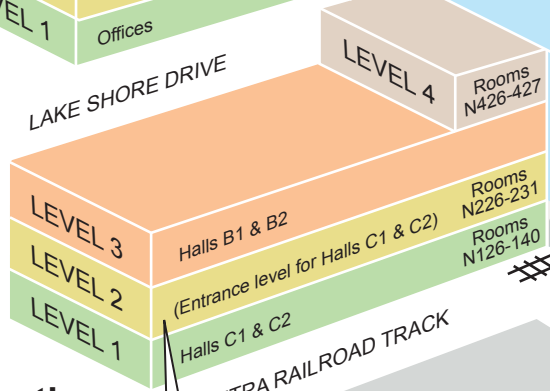 LEVEL 1
Offices
LAKE SHORE DRIVE
LEVEL 4
Rooms
N426-427
LEVEL 3
Halls B1 & B2
LEVEL 2
(Entrance level for Halls C1 & C2)
Rooms
N226-231
LEVEL 1
Halls C1 & C2
Rooms
N126-140
RAILROAD TRACK